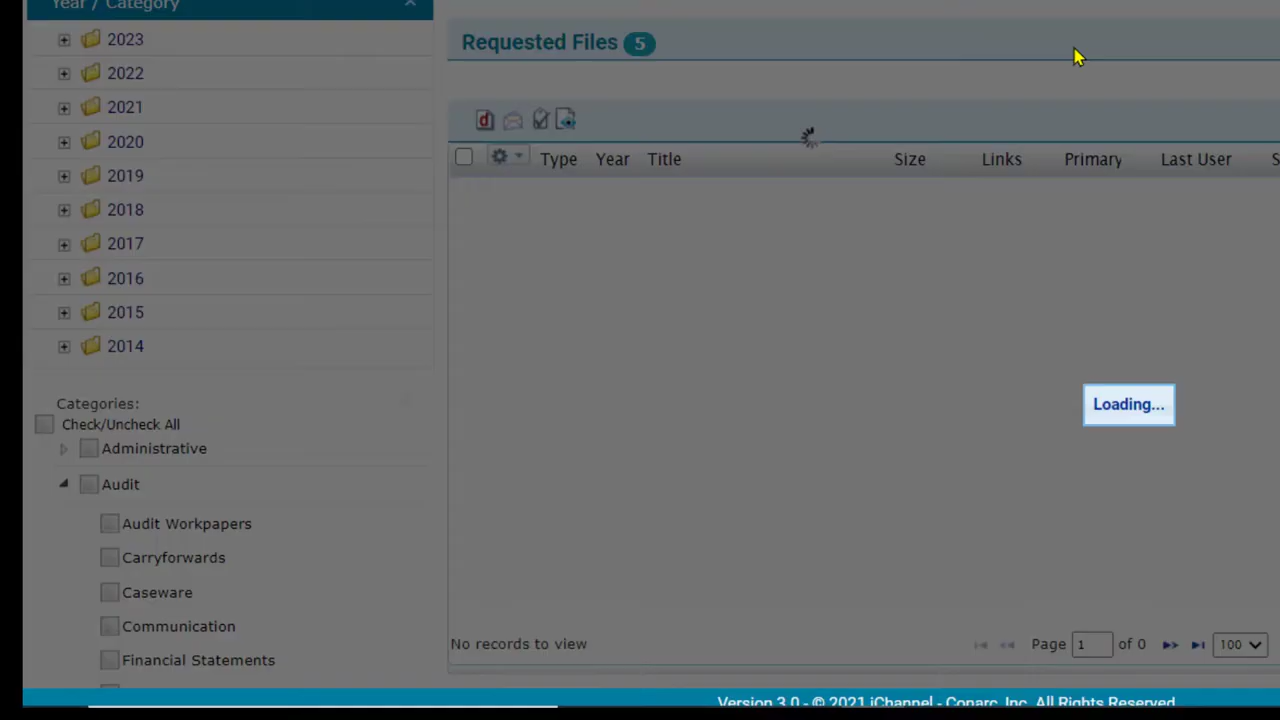 Year / Category
2023
2022
2021
2020
2019
2018
2017
2016
2015
2014
Categories:
Check/Uncheck All
Administrative
Audit
Audit Workpapers
Carryforwards
Caseware
Communication
Financial Statements
Requested Files 5
d
Type Year Title Size Links Primary Last User S
Loading...
No records to view Page 1 of 0 100
Version 3.0 - © 2021 iChannel - Conarc, Inc. All Rights Reserved